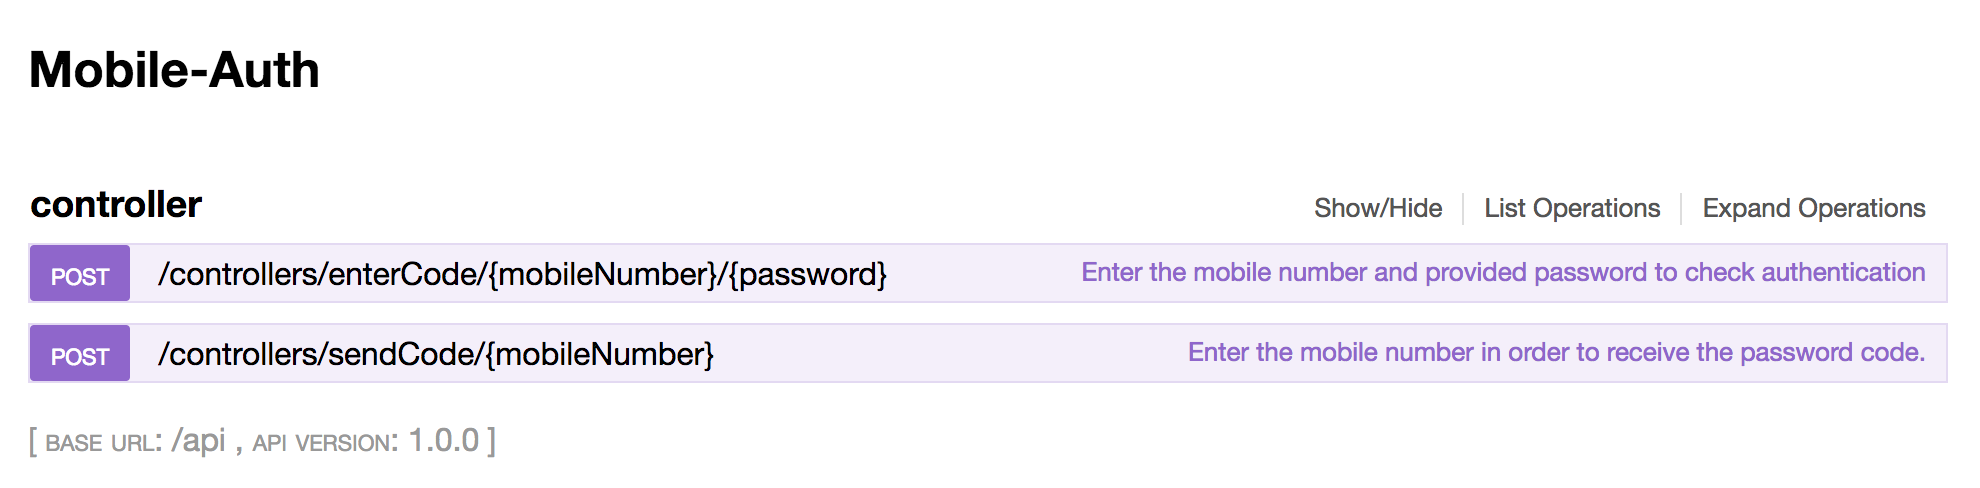 Mobile-Auth
controller
Show/Hide
List Operations
Expand Operations
POST /controllers/enterCode/{mobileNumber}/{password} Enter the mobile number and provided password to check authentication
POST /controllers/sendCode/{mobileNumber} Enter the mobile number in order to receive the password code.
[ BASE URL: /api , API VERSION: 1.0.0 ]